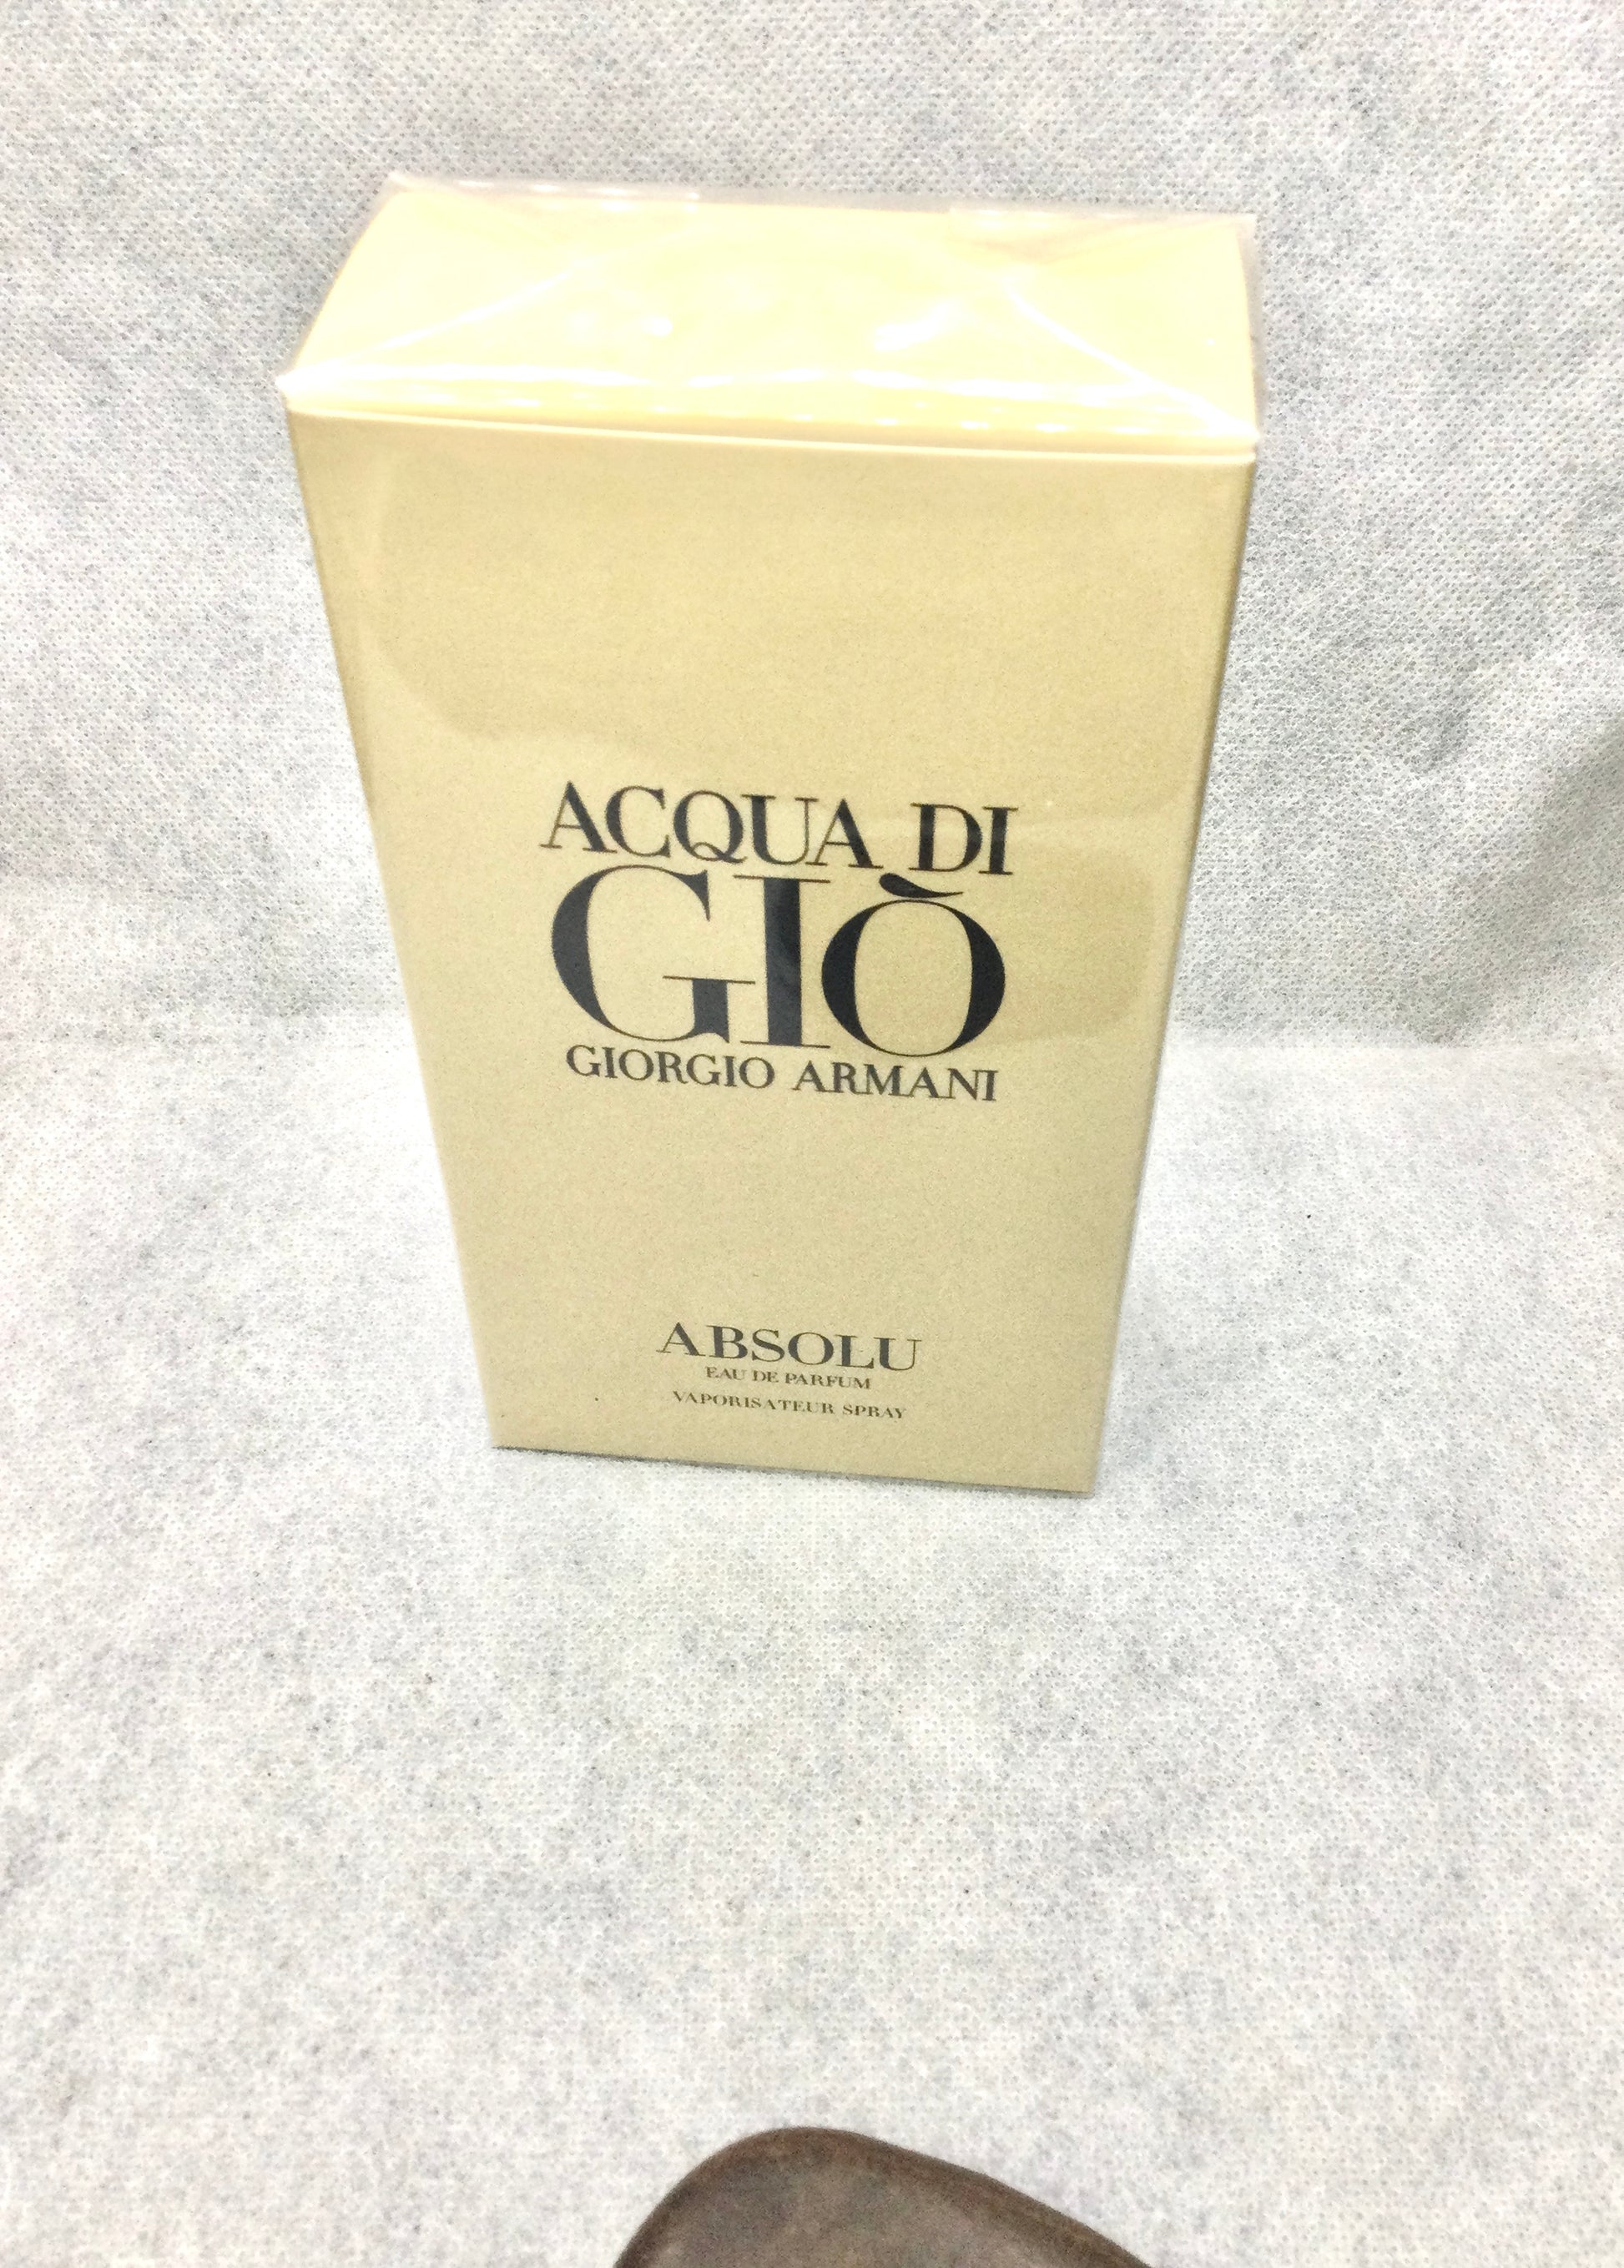 ACQUA DI
GIÒ
GIORGIO ARMANI
ABSOLU
EAU DE PARFUM
VAPORISATEUR SPRAY